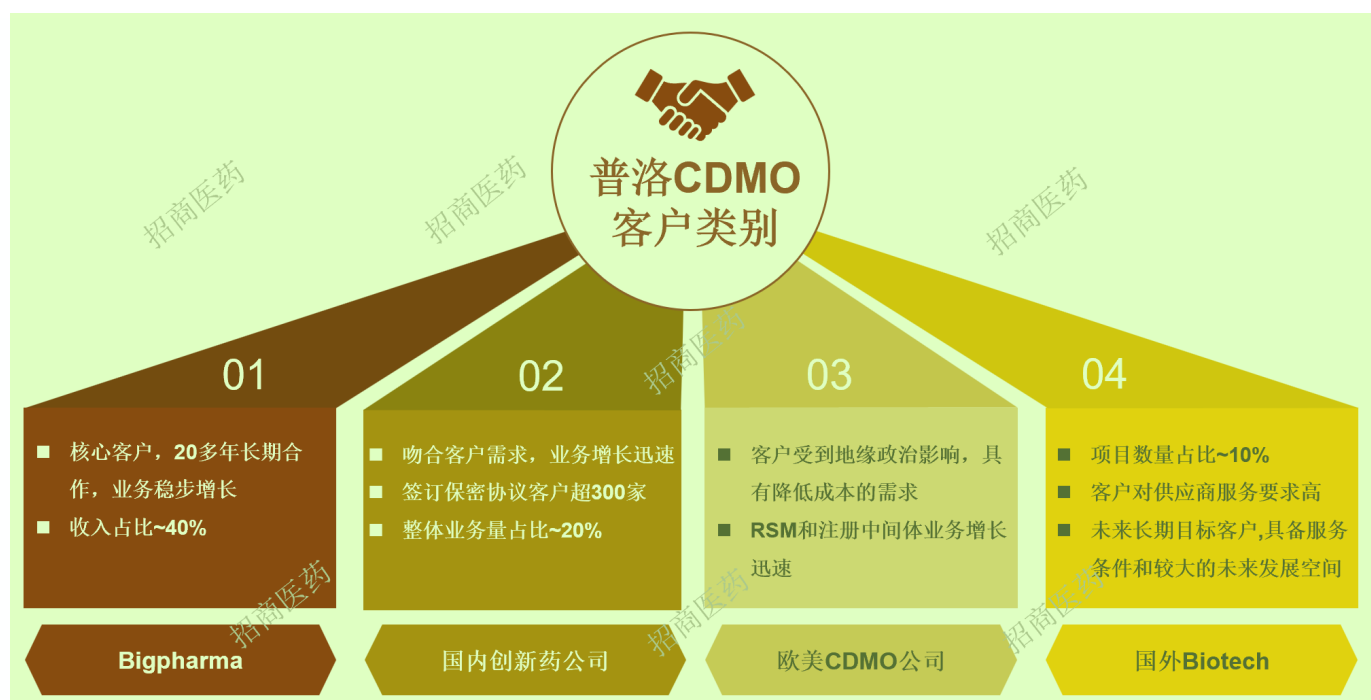 普洛CDMO
客户类别
招商医药
招商医药
招商医药
招商医药
01
核心客户，20多年长期合
作，业务稳步增长
收入占比~40%
Bigpharma
02
吻合客户需求，业务增长迅速
签订保密协议客户超300家
整体业务量占比~20%
国内创新药公司
03
客户受到地缘政治影响，具
有降低成本的需求
RSM和注册中间体业务增长
迅速
欧美CDMO公司
04
项目数量占比~10%
客户对供应商服务要求高
未来长期目标客户,具备服务
条件和较大的未来发展空间
国外Biotech
招商医药
招商医药
招商医药